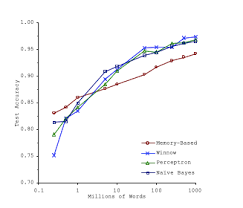 1.00
0.95
0.90
0.85
0.80
0.75
0.70
Test Accuracy
0.1
1
10
100
1000
Millions of Words
Memory-Based
Winnow
Perceptron
Naïve Bayes